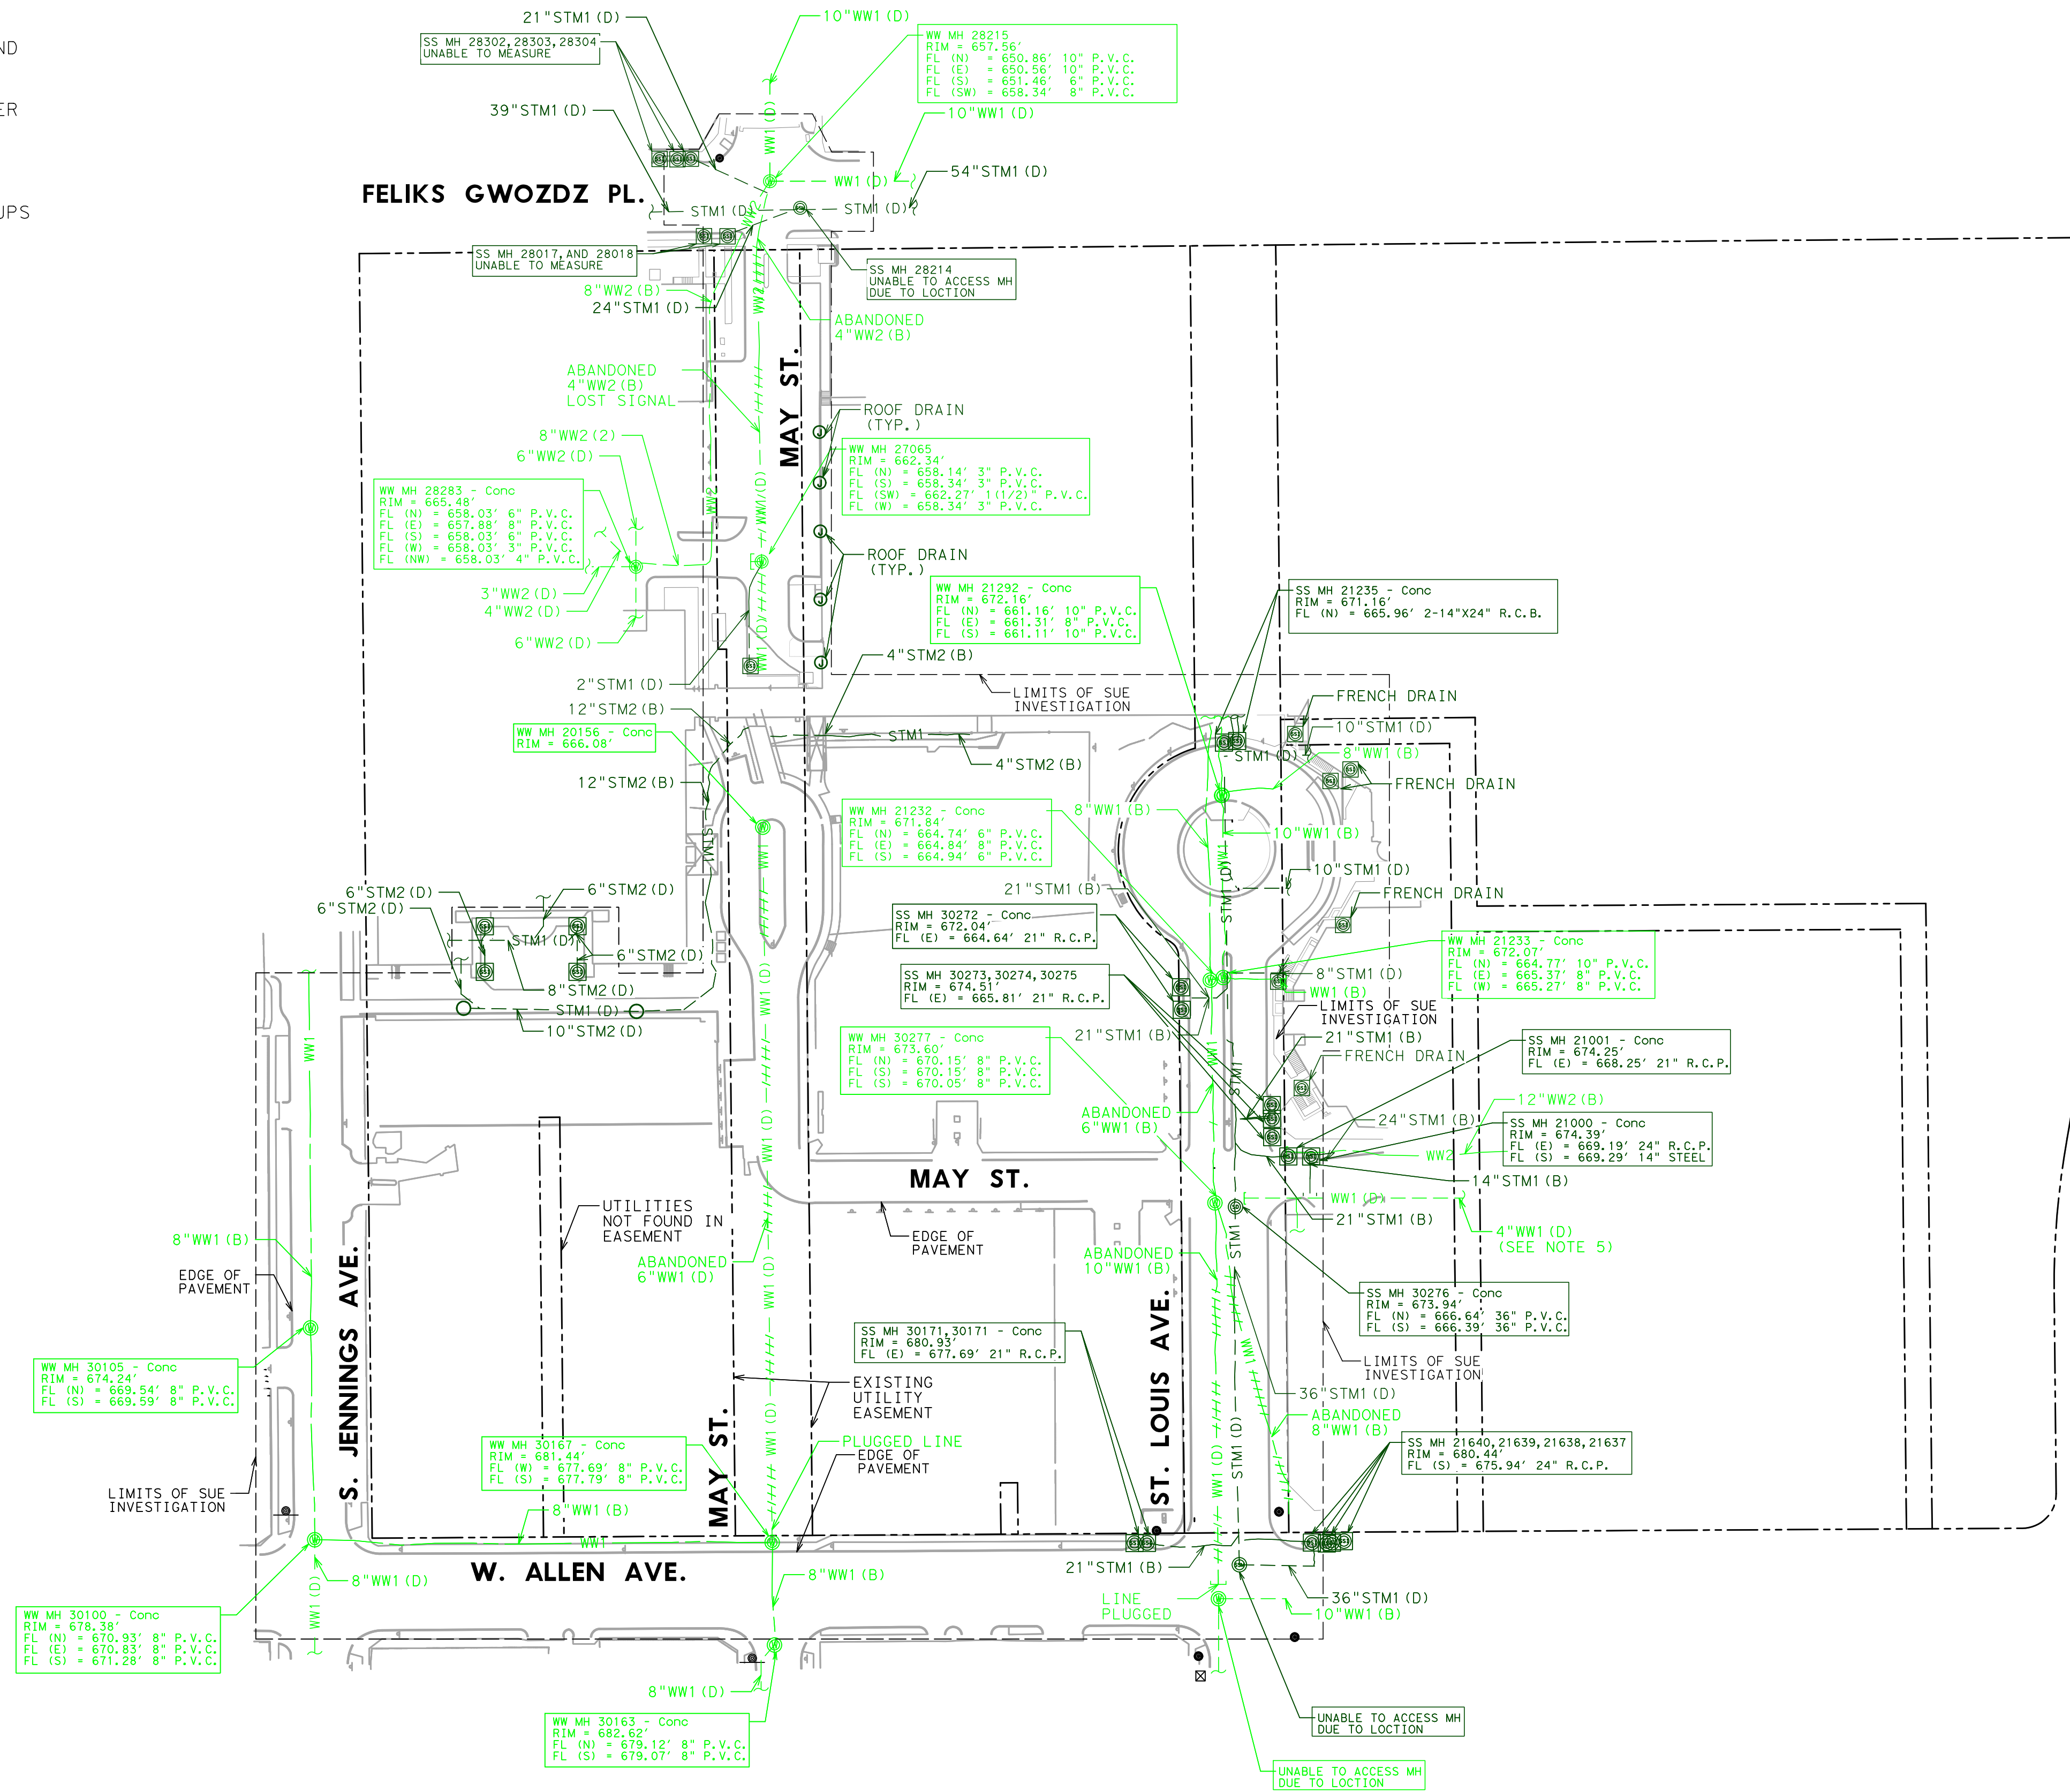 ND
ER
UPS
21"STM1(D)
10"WW1(D)
SS MH 28302,28303,28304
UNABLE TO MEASURE
WW MH 28215
RIM = 657.56'
FL (N) = 650.86' 10" P.V.C.
FL (E) = 650.56' 10" P.V.C.
FL (S) = 651.46' 6" P.V.C.
FL (SW) = 658.34' 8" P.V.C.
39"STM1(D)
WW1(D)
10"WW1(D)
54"STM1(D)
FELIKS GWOZDZ PL.
WW1(D)
STM1(D)
STM1(D)
WW2
SS MH 28017,AND 28018
UNABLE TO MEASURE
SS MH 28214
UNABLE TO ACCESS MH
DUE TO LOCTION
8"WW2(B)
24"STM1(D)
WW2
ABANDONED
4"WW2(B)
ABANDONED
4"WW2(B)
LOST SIGNAL
MAY ST.
ROOF DRAIN
(TYP.)
8"WW2(2)
6"WW2(D)
WW MH 27065
RIM = 662.34'
FL (N) = 658.14' 3" P.V.C.
FL (S) = 658.34' 3" P.V.C.
FL (SW) = 662.27' 1(1/2)" P.V.C.
FL (W) = 658.34' 3" P.V.C.
WW MH 28283 - Conc
RIM = 665.48'
FL (N) = 658.03' 6" P.V.C.
FL (E) = 657.88' 8" P.V.C.
FL (S) = 658.03' 6" P.V.C.
FL (W) = 658.03' 3" P.V.C.
FL (NW) = 658.03' 4" P.V.C.
WW2
WW1(D)
ROOF DRAIN
(TYP.)
3"WW2(D)
4"WW2(D)
6"WW2(D)
WW1(D)
WW MH 21292 - Conc
RIM = 672.16'
FL (N) = 661.16' 10" P.V.C.
FL (E) = 661.31' 8" P.V.C.
FL (S) = 661.11' 10" P.V.C.
SS MH 21235 - Conc
RIM = 671.16'
FL (N) = 665.96' 2-14"X24" R.C.B.
2"STM1(D)
4"STM2(B)
LIMITS OF SUE
INVESTIGATION
FRENCH DRAIN
12"STM2(B)
10"STM1(D)
WW MH 20156 - Conc
RIM = 666.08'
STM1
4"STM2(B)
STM1(D)
8"WW1(B)
FRENCH DRAIN
12"STM2(B)
WW MH 21232 - Conc
RIM = 671.84'
FL (N) = 664.74' 6" P.V.C.
FL (E) = 664.84' 8" P.V.C.
FL (S) = 664.94' 6" P.V.C.
8"WW1(B)
10"WW1(B)
STM1
WW1
WW1
STM1(D)
10"STM1(D)
6"STM2(D)
6"STM2(D)
6"STM2(D)
21"STM1(B)
FRENCH DRAIN
SS MH 30272 - Conc
RIM = 672.04'
FL (E) = 664.64' 21" R.C.P.
STM1(D)
6"STM2(D)
WW MH 21233 - Conc
RIM = 672.07
FL (N) = 664.77' 10" P.V.C.
FL (E) = 665.37' 8" P.V.C.
FL (W) = 665.27' 8" P.V.C.
SS MH 30273,30274,30275
RIM = 674.51'
FL (E) = 665.81' 21" R.C.P.
8"STM1(D)
WW1(B)
8"STM2(D)
STM1(D)
10"STM2(D)
LIMITS OF SUE
INVESTIGATION
WW1(D)
WW1
21"STM1(B)
21"STM1(B)
FRENCH DRAIN
WW MH 30277 - Conc
RIM = 673.60'
FL (N) = 670.15' 8" P.V.C.
FL (S) = 670.15' 8" P.V.C.
FL (S) = 670.05' 8" P.V.C.
SS MH 21001 - Conc
RIM = 674.25'
FL (E) = 668.25' 21" R.C.P.
WW1
STM1
ABANDONED
6"WW1(B)
12"WW2(B)
24"STM1(B)
SS MH 21000 - Conc
RIM = 674.39'
FL (E) = 669.19' 24" R.C.P.
FL (S) = 669.29' 14" STEEL
WW1(D)
MAY ST.
WW2
14"STM1(B)
WW1(D)
UTILITIES
NOT FOUND IN
EASEMENT
21"STM1(B)
4"WW1(D)
(SEE NOTE 5)
8"WW1(B)
EDGE OF
PAVEMENT
EDGE OF
PAVEMENT
ABANDONED
6"WW1(D)
ABANDONED
10"WW1(B)
STM1
S. JENNINGS AVE.
WW1(D)
SS MH 30276 - Conc
RIM = 673.94'
FL (N) = 666.64' 36" P.V.C.
FL (S) = 666.39' 36" P.V.C.
ST. LOUIS AVE.
SS MH 30171,30171 - Conc
RIM = 680.93'
FL (E) = 677.69' 21" R.C.P.
WW1
WW MH 30105 - Conc
RIM = 674.24'
FL (N) = 669.54' 8" P.V.C.
FL (S) = 669.59' 8" P.V.C.
LIMITS OF SUE
INVESTIGATION
EXISTING
UTILITY
EASEMENT
36"STM1(D)
ABANDONED
8"WW1(B)
MAY ST.
WW1(D)
WW MH 30167 - Conc
RIM = 681.44'
FL (W) = 677.69' 8" P.V.C.
FL (S) = 677.79' 8" P.V.C.
PLUGGED LINE
EDGE OF
PAVEMENT
WW1(D)
STM1(D)
SS MH 21640,21639,21638,21637
RIM = 680.44'
FL (S) = 675.94' 24" R.C.P.
LIMITS OF SUE
INVESTIGATION
8"WW1(B)
WW1
8"WW1(D)
W. ALLEN AVE.
8"WW1(B)
21"STM1(B)
WW1(D)
LINE
PLUGGED
36"STM1(D)
10"WW1(B)
WW MH 30100 - Conc
RIM = 678.38'
FL (N) = 670.93' 8" P.V.C.
FL (E) = 670.83' 8" P.V.C.
FL (S) = 671.28' 8" P.V.C.
8"WW1(D)
WW MH 30163 - Conc
RIM = 682.62'
FL (N) = 679.12' 8" P.V.C.
FL (S) = 679.07' 8" P.V.C.
UNABLE TO ACCESS MH
DUE TO LOCTION
UNABLE TO ACCESS MH
DUE TO LOCTION